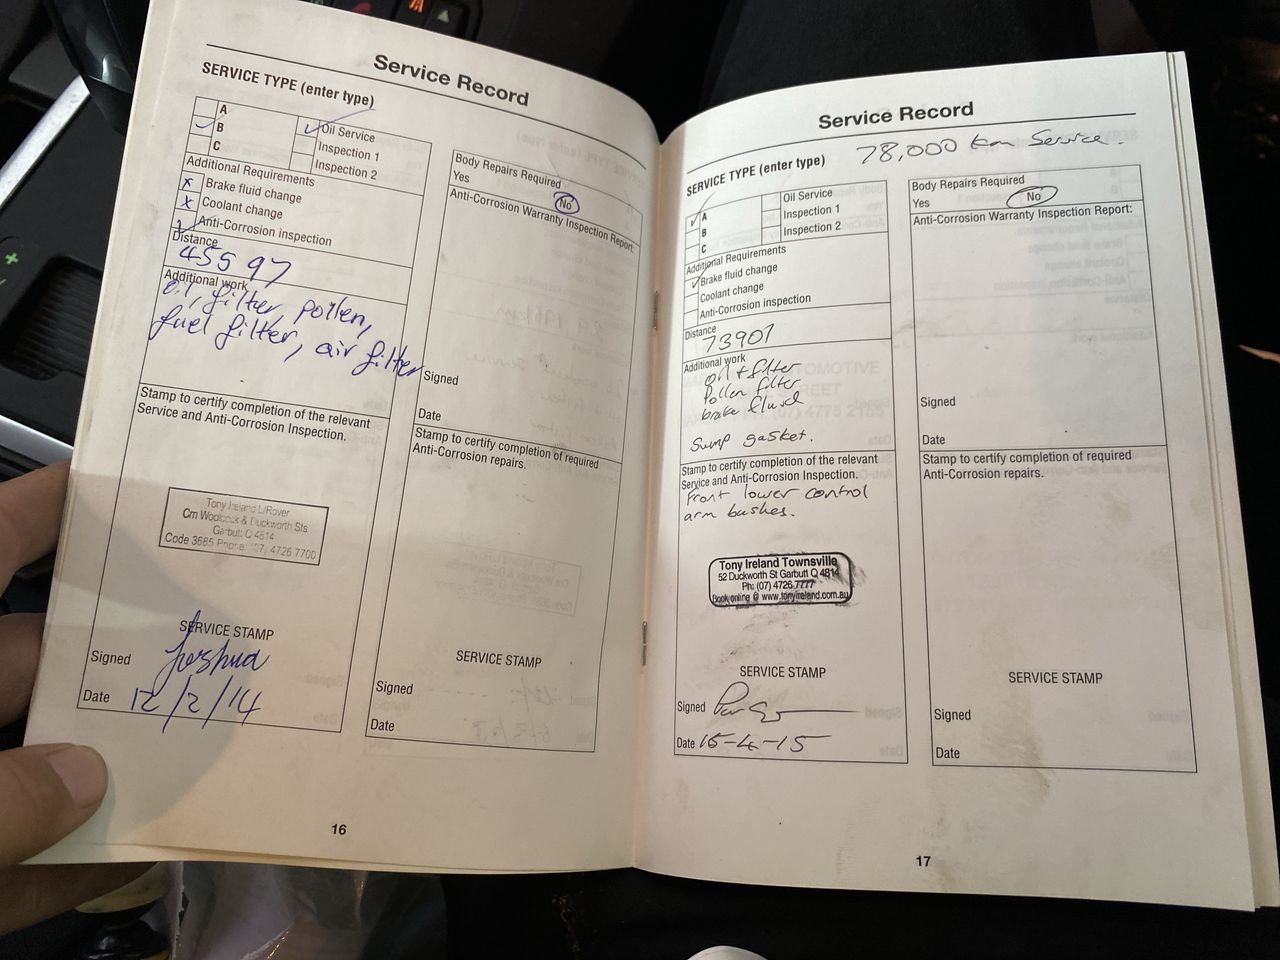 Service Record
SERVICE TYPE (enter type)
A
B
C
Oil Service
Inspection 1
Inspection 2
Additional Requirements
Brake fluid change
Coolant change
Anti-Corrosion inspection
Distance
45597
Additional work
oil, filter, pollen,
fuel filter, air filter
Stamp to certify completion of the relevant
Service and Anti-Corrosion Inspection.
Tony Ireland L/Rover
Crn Woolcock & Duckworth Sts
Garbutt Q 4814
Code 3685 Phone: (07) 4726 7700
SERVICE STAMP
Signed Joshua
Date 12/2/14
Body Repairs Required
Yes No
Anti-Corrosion Warranty Inspection Report:
Signed
Date
Stamp to certify completion of required
Anti-Corrosion repairs.
SERVICE STAMP
Signed
Date
16
Service Record
78,000 km Service.
SERVICE TYPE (enter type)
A
B
C
Oil Service
Inspection 1
Inspection 2
Additional Requirements
Brake fluid change
Coolant change
Anti-Corrosion inspection
Distance
73907
Additional work
oil + filter
pollen filter
brake fluid
Sump gasket.
Stamp to certify completion of the relevant
Service and Anti-Corrosion Inspection.
Front lower control
arm bushes.
Tony Ireland Townsville
52 Duckworth St Garbutt Q 4814
Ph: (07) 4726 7777
Book online @ www.tonyireland.com.au
SERVICE STAMP
Signed
Date 15-4-15
Body Repairs Required
Yes No
Anti-Corrosion Warranty Inspection Report:
Signed
Date
Stamp to certify completion of required
Anti-Corrosion repairs.
SERVICE STAMP
Signed
Date
17